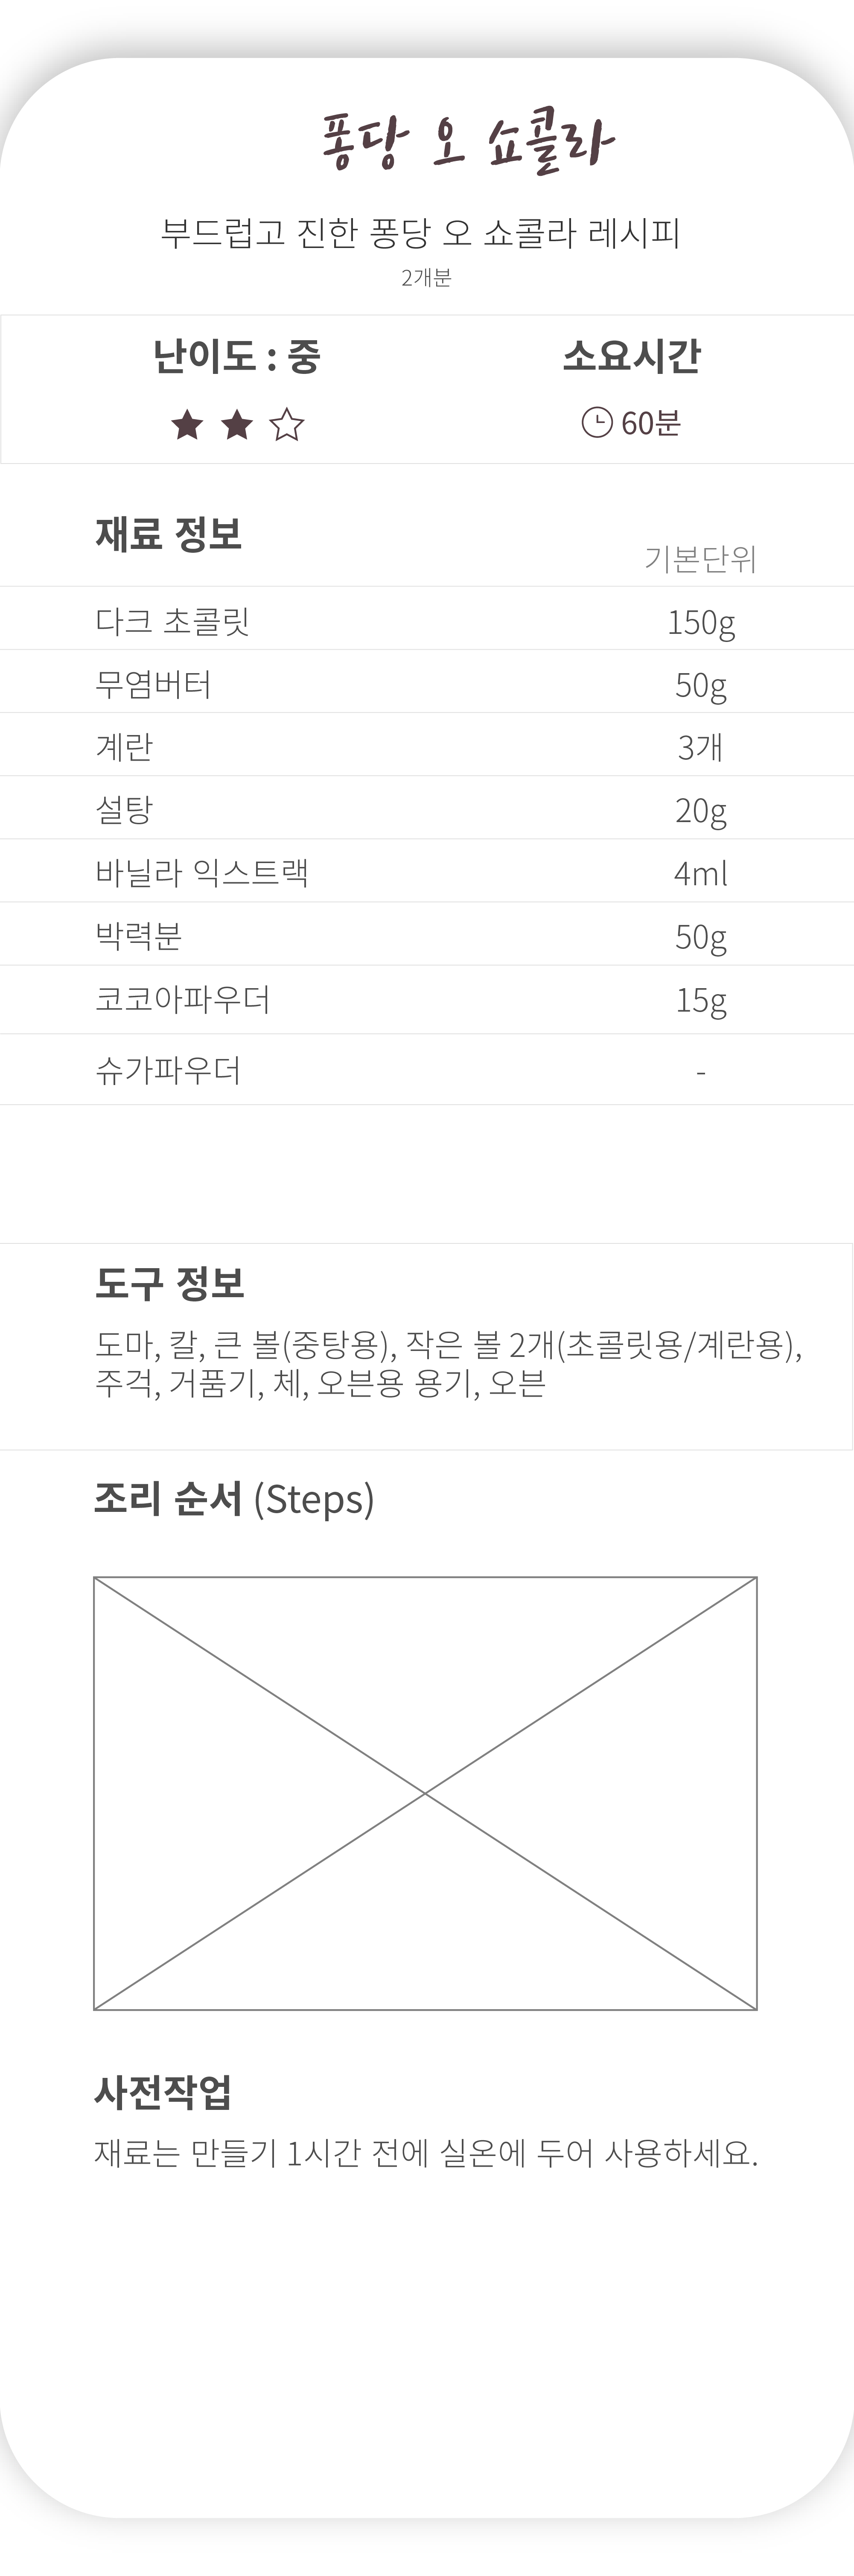 퐁당 오 쇼콜라
부드럽고 진한 퐁당 오 쇼콜라 레시피
2개분
난이도 : 중
소요시간
60분
재료 정보
기본단위
다크 초콜릿 150g
무염버터 50g
계란 3개
설탕 20g
바닐라 익스트랙 4ml
박력분 50g
코코아파우더 15g
슈가파우더 -
도구 정보
도마, 칼, 큰 볼(중탕용), 작은 볼 2개(초콜릿용/계란용),
주걱, 거품기, 체, 오븐용 용기, 오븐
조리 순서 (Steps)
사전작업
재료는 만들기 1시간 전에 실온에 두어 사용하세요.